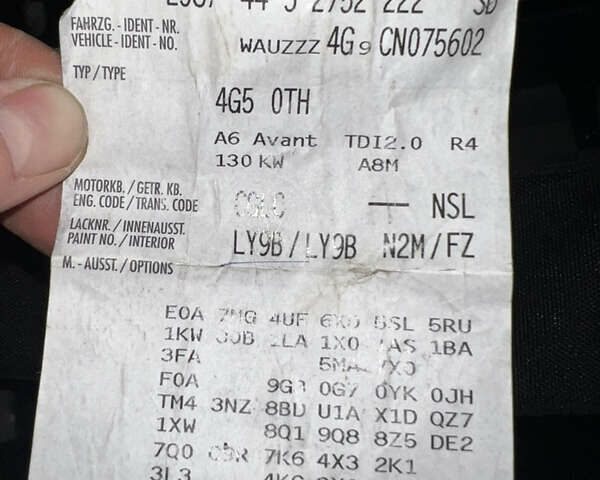 FAHRZG. - IDENT - NR.
VEHICLE - IDENT - NO. WAUZZZ 4G9 CN075602
TYP / TYPE
4G5 0TH
A6 Avant TDI2.0 R4
130 KW A8M
MOTORKB. / GETR. KB.
ENG. CODE / TRANS. CODE CGLC — NSL
LACKNR. / INNENAUSST.
PAINT NO. / INTERIOR LY9B / LY9B N2M / FZ
M. - AUSST. / OPTIONS
E0A 7MG 4UF 5RU
1KW 1X0 1BA
3FA
F0A 0G7 0YK 0JH
TM4 3NZ 8BD U1A X1D QZ7
1XW 8Q1 9Q8 8Z5 DE2
7Q0 7K6 4X3 2K1
3L3